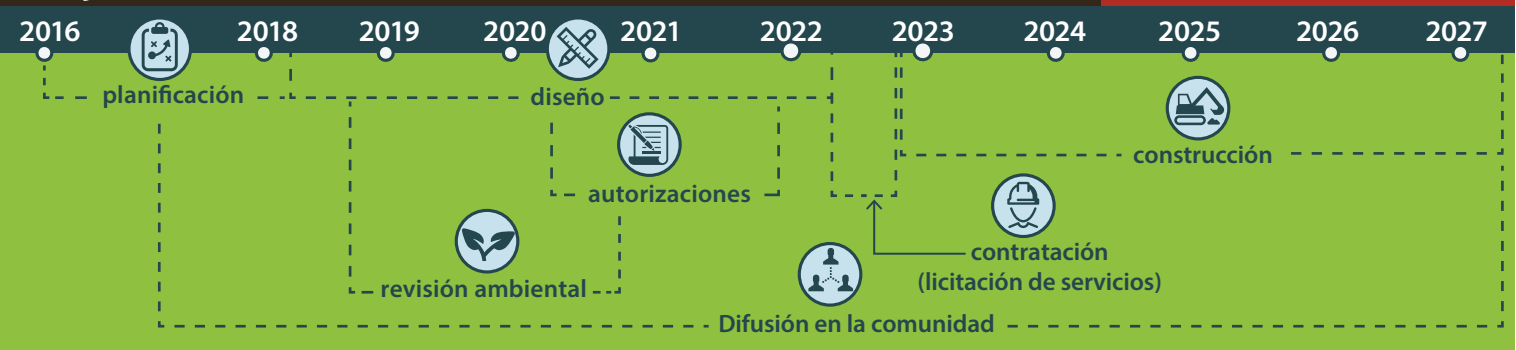 2016 2018 2019 2020 2021 2022 2023 2024 2025 2026 2027
planificación
diseño
construcción
autorizaciones
contratación
(licitación de servicios)
revisión ambiental
Difusión en la comunidad